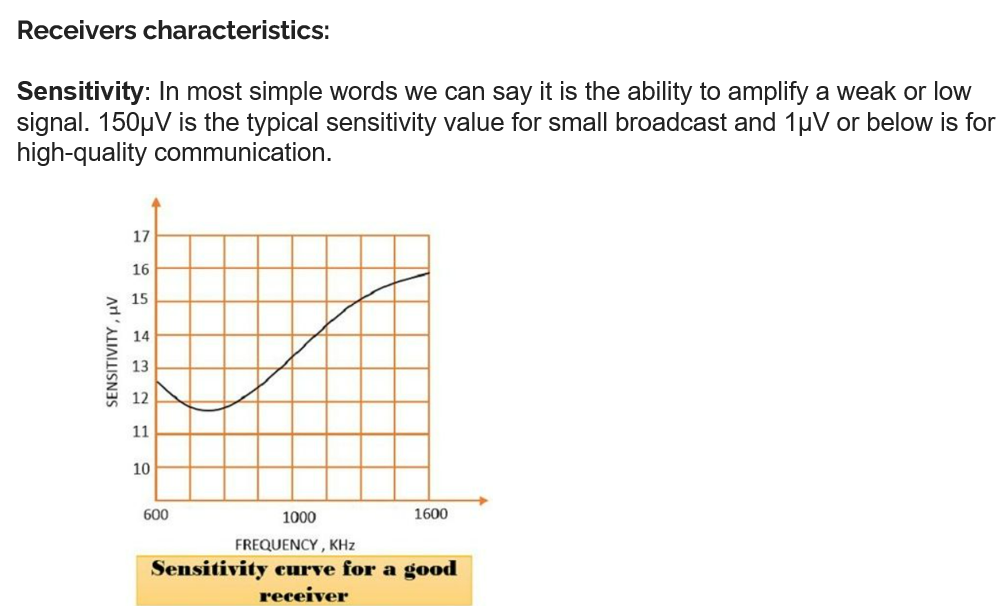 Receivers characteristics:
Sensitivity: In most simple words we can say it is the ability to amplify a weak or low
signal. 150μV is the typical sensitivity value for small broadcast and 1μV or below is for
high-quality communication.
17
16
15
14
13
12
11
10
SENSITIVITY , μV
600
1000
1600
FREQUENCY , KHz
Sensitivity curve for a good
receiver